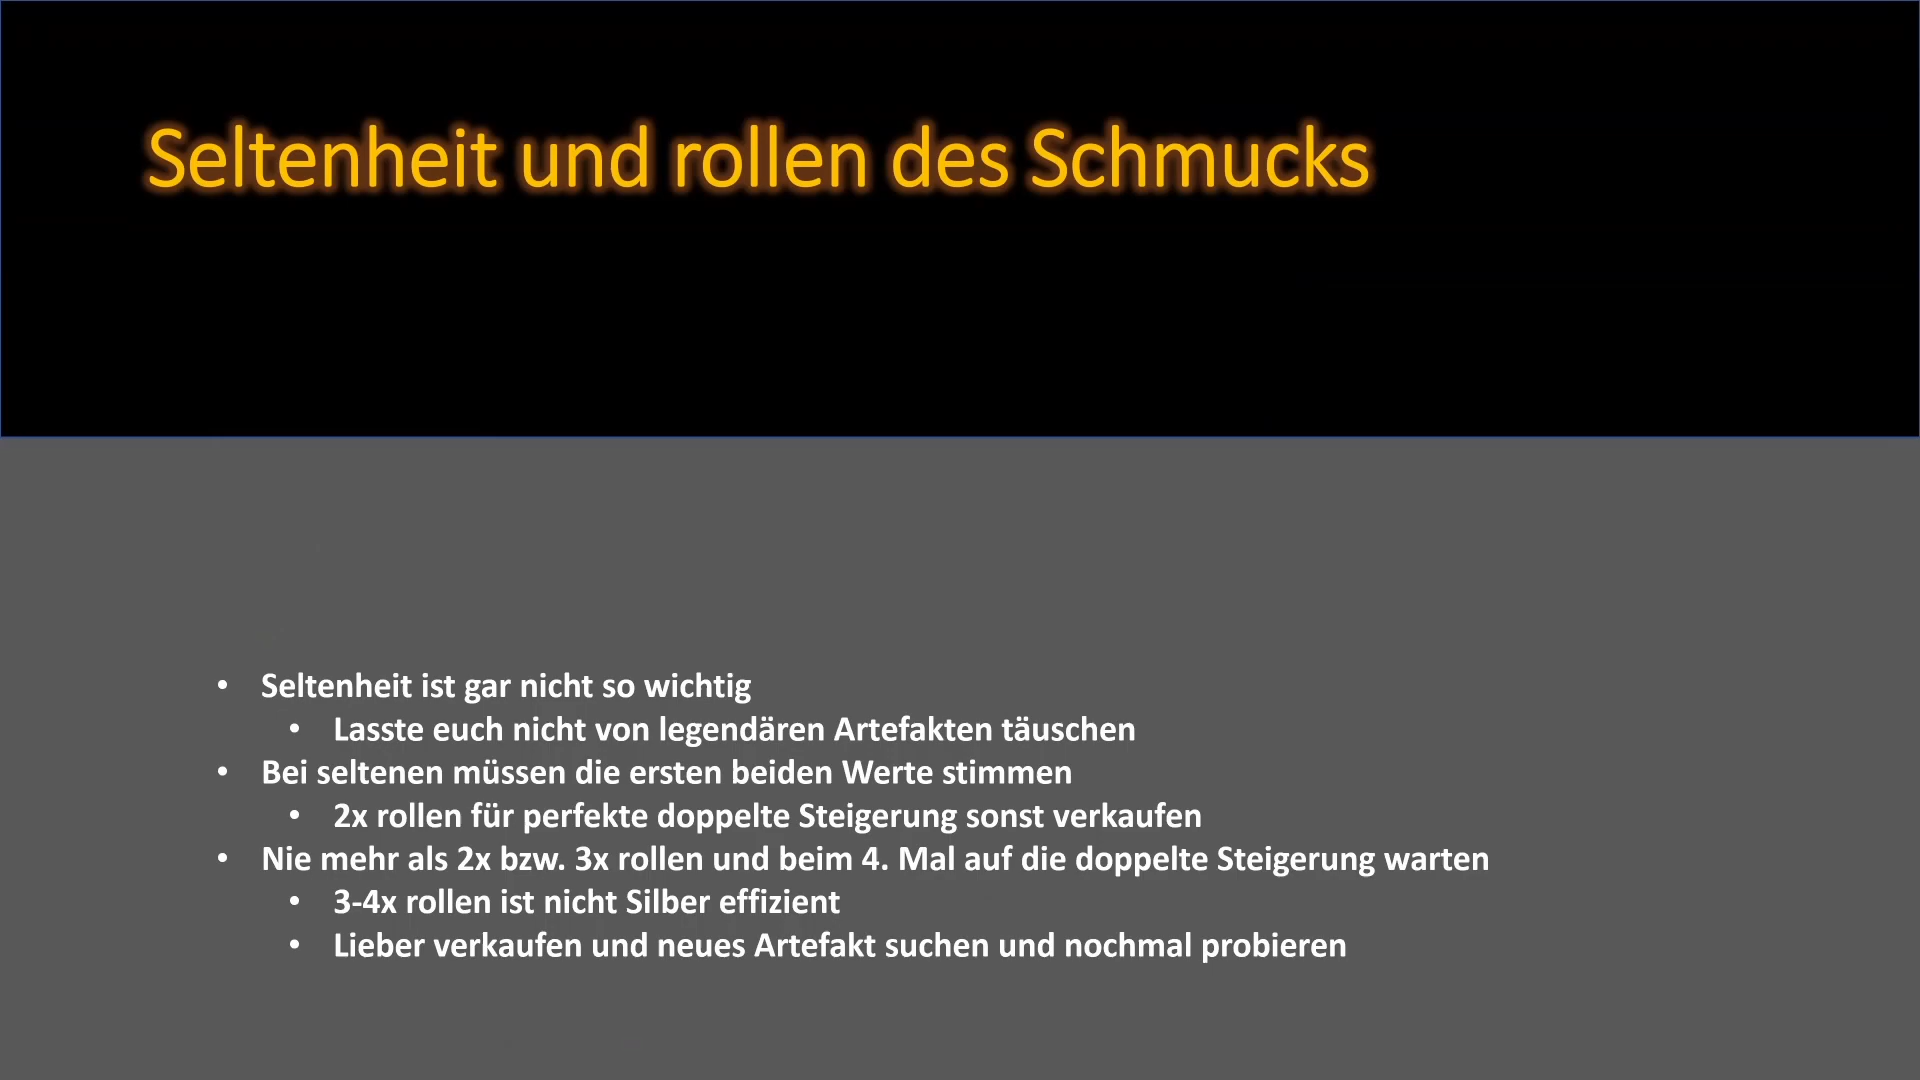 Seltenheit und rollen des Schmucks
• Seltenheit ist gar nicht so wichtig
• Lasste euch nicht von legendären Artefakten täuschen
• Bei seltenen müssen die ersten beiden Werte stimmen
• 2x rollen für perfekte doppelte Steigerung sonst verkaufen
• Nie mehr als 2x bzw. 3x rollen und beim 4. Mal auf die doppelte Steigerung warten
• 3-4x rollen ist nicht Silber effizient
• Lieber verkaufen und neues Artefakt suchen und nochmal probieren